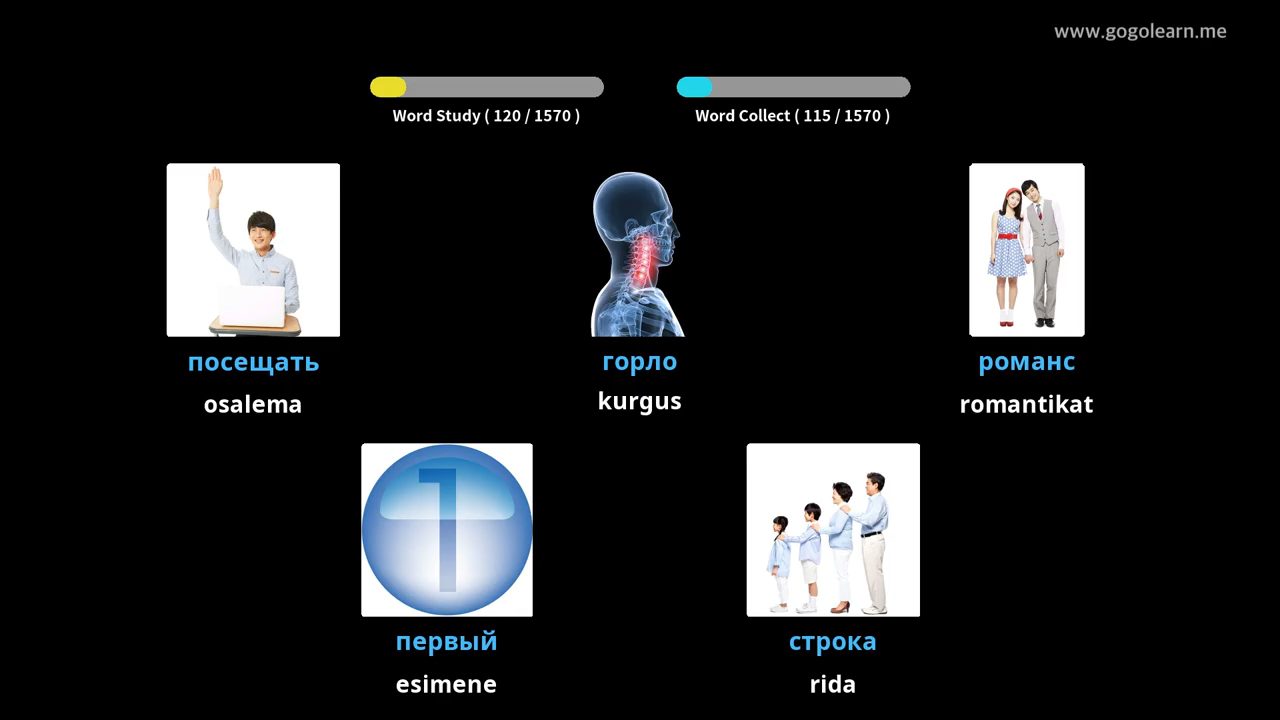 www.gogolearn.me
Word Study ( 120 / 1570 )
Word Collect ( 115 / 1570 )
посещать
горло
романс
osalema
kurgus
romantikat
1
первый
строка
esimene
rida